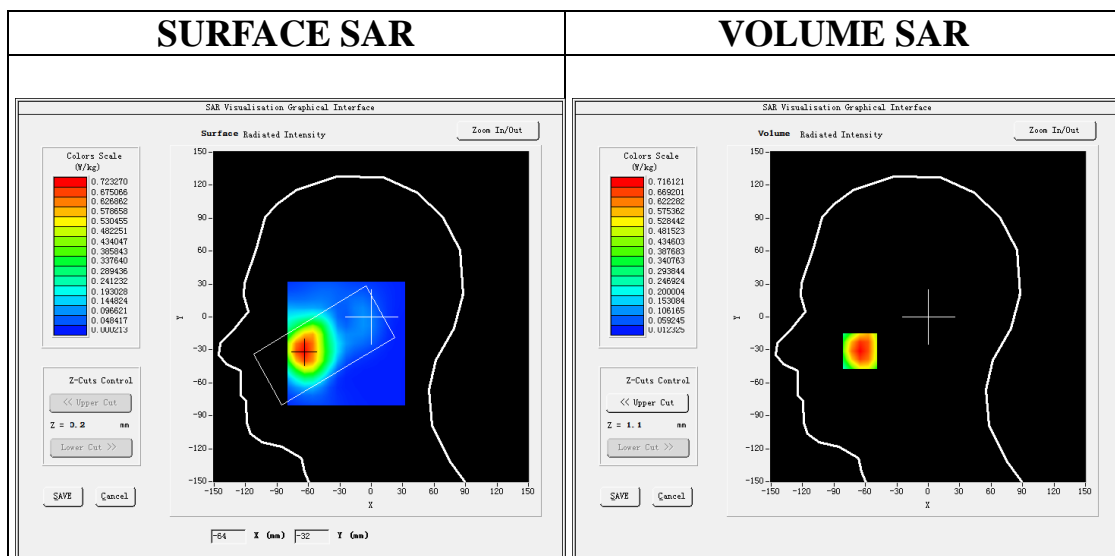 SURFACE SAR
SAR Visualisation Graphical Interface
Surface Radiated Intensity
Zoom In/Out
Colors Scale
(W/kg)
0.723270
0.675066
0.626862
0.578658
0.530455
0.482251
0.434047
0.385843
0.337640
0.289436
0.241232
0.193028
0.144824
0.096621
0.048417
0.000213
150
120
90
60
30
0
-30
-60
-90
-120
-150
Y
-150 -120 -90 -60 -30 0 30 60 90 120 150
X
Z-Cuts Control
<< Upper Cut
Z = 3.2 mm
Lower Cut >>
SAVE Cancel
-64 X (mm) -32 Y (mm)
VOLUME SAR
SAR Visualisation Graphical Interface
Volume Radiated Intensity
Zoom In/Out
Colors Scale
(W/kg)
0.716121
0.669201
0.622282
0.575362
0.528442
0.481523
0.434603
0.387683
0.340763
0.293844
0.246924
0.200004
0.153084
0.106165
0.059245
0.012325
150
120
90
60
30
0
-30
-60
-90
-120
-150
Y
-150 -120 -90 -60 -30 0 30 60 90 120 150
X
Z-Cuts Control
<< Upper Cut
Z = 1.1 mm
Lower Cut >>
SAVE Cancel